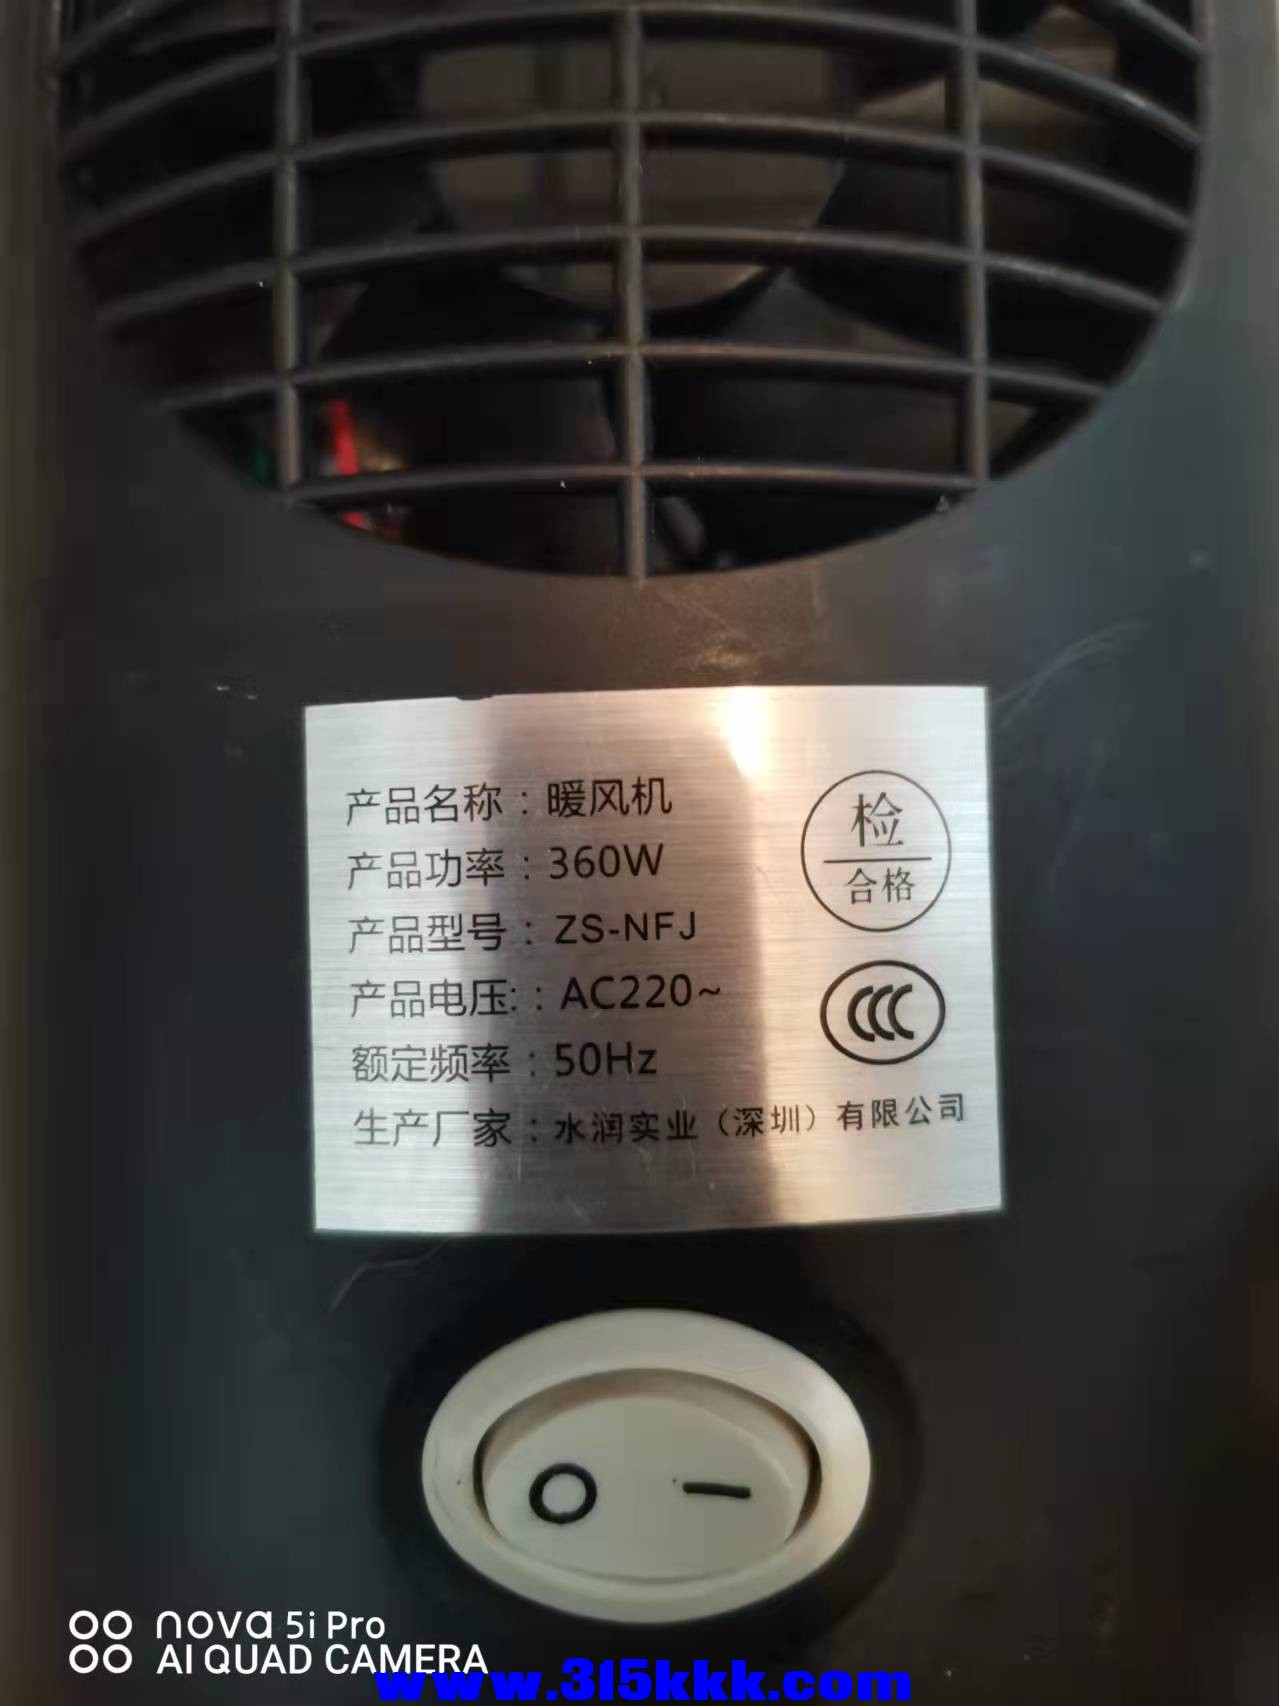 产品名称：暖风机
产品功率：360W
产品型号：ZS-NFJ
产品电压:：AC220~
额定频率：50Hz
生产厂家：水润实业（深圳）有限公司
检
合格
CCC
O —
nova 5i Pro
AI QUAD CAMERA
www.315kkk.com